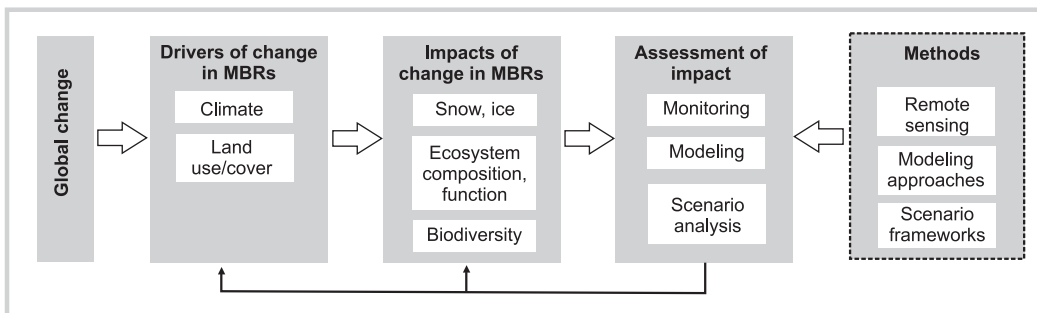 Global change
Drivers of change
in MBRs
Climate
Land
use/cover
Impacts of
change in MBRs
Snow, ice
Ecosystem
composition,
function
Biodiversity
Assessment of
impact
Monitoring
Modeling
Scenario
analysis
Methods
Remote
sensing
Modeling
approaches
Scenario
frameworks